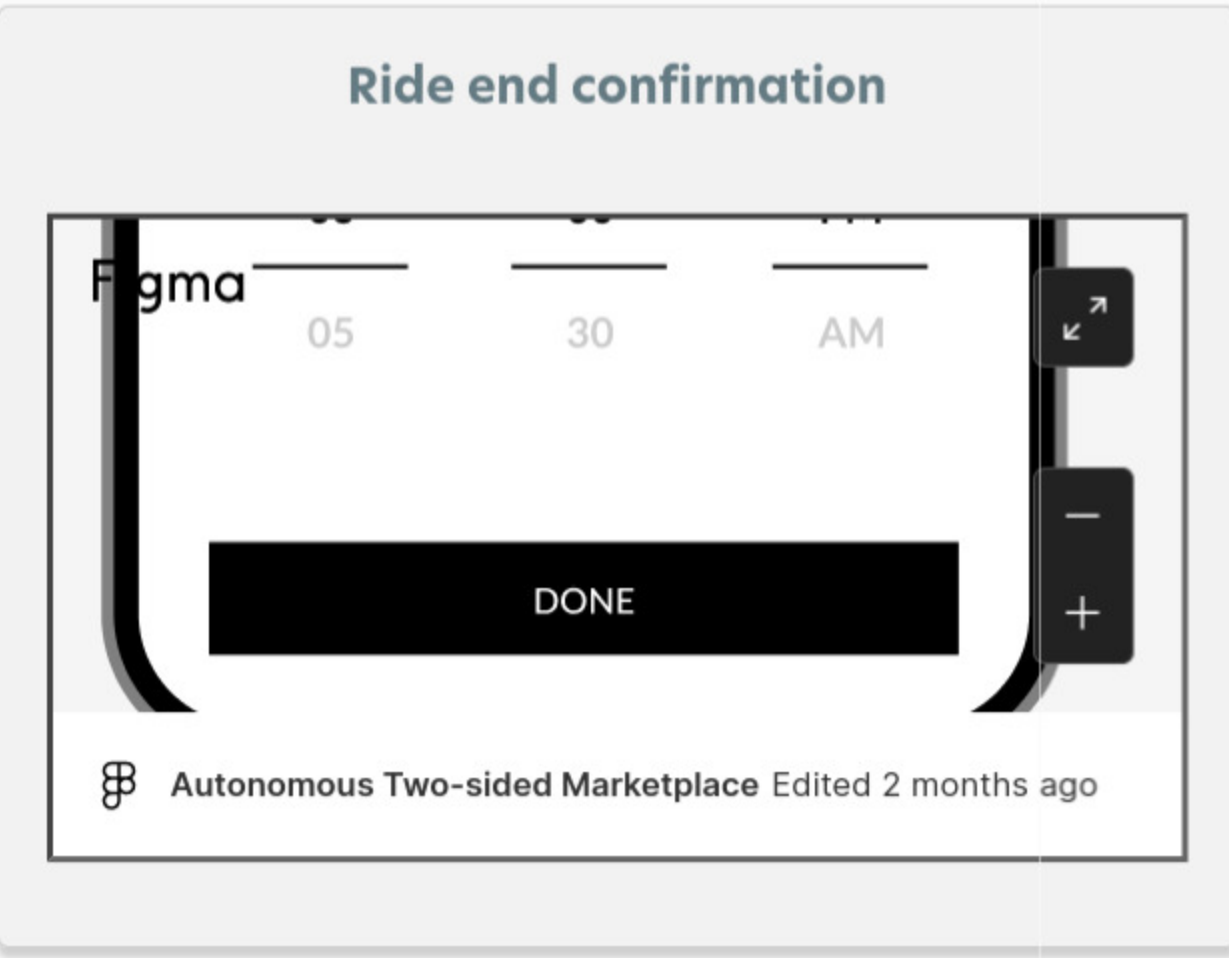 Ride end confirmation
Figma
05 30 AM
DONE
Autonomous Two-sided Marketplace Edited 2 months ago